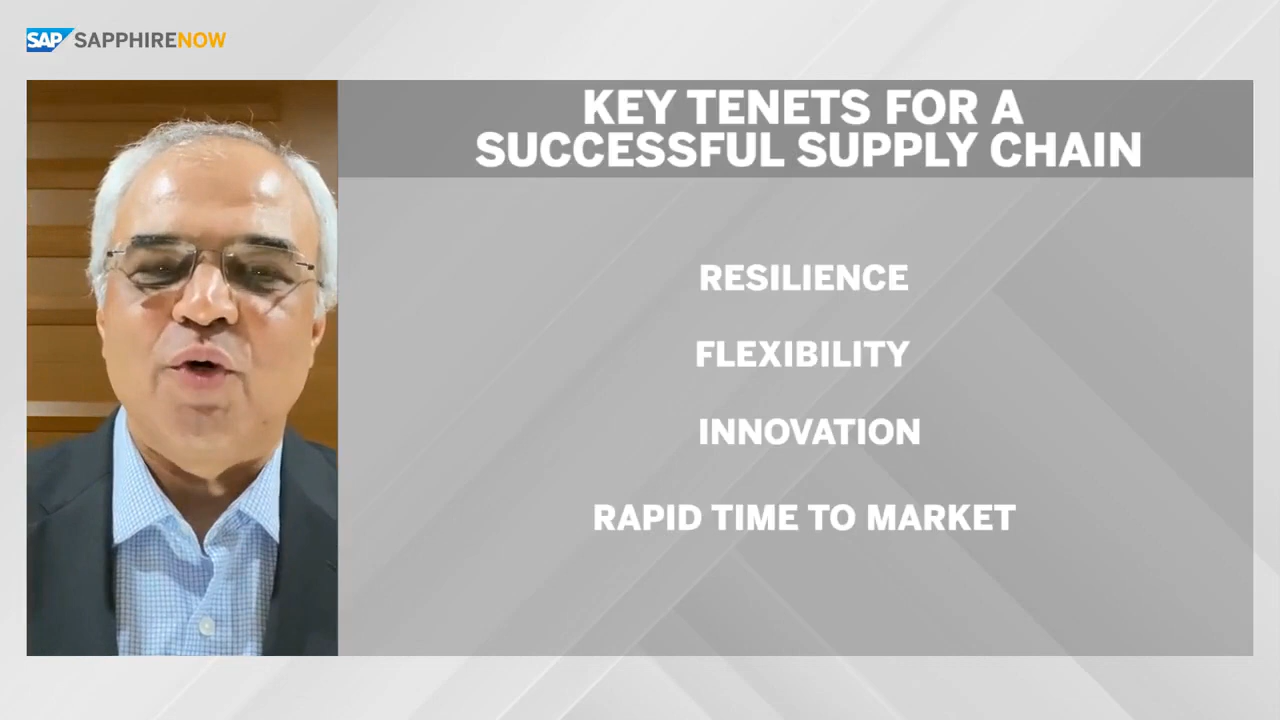 SAP SAPPHIRENOW
KEY TENETS FOR A
SUCCESSFUL SUPPLY CHAIN
RESILIENCE
FLEXIBILITY
INNOVATION
RAPID TIME TO MARKET